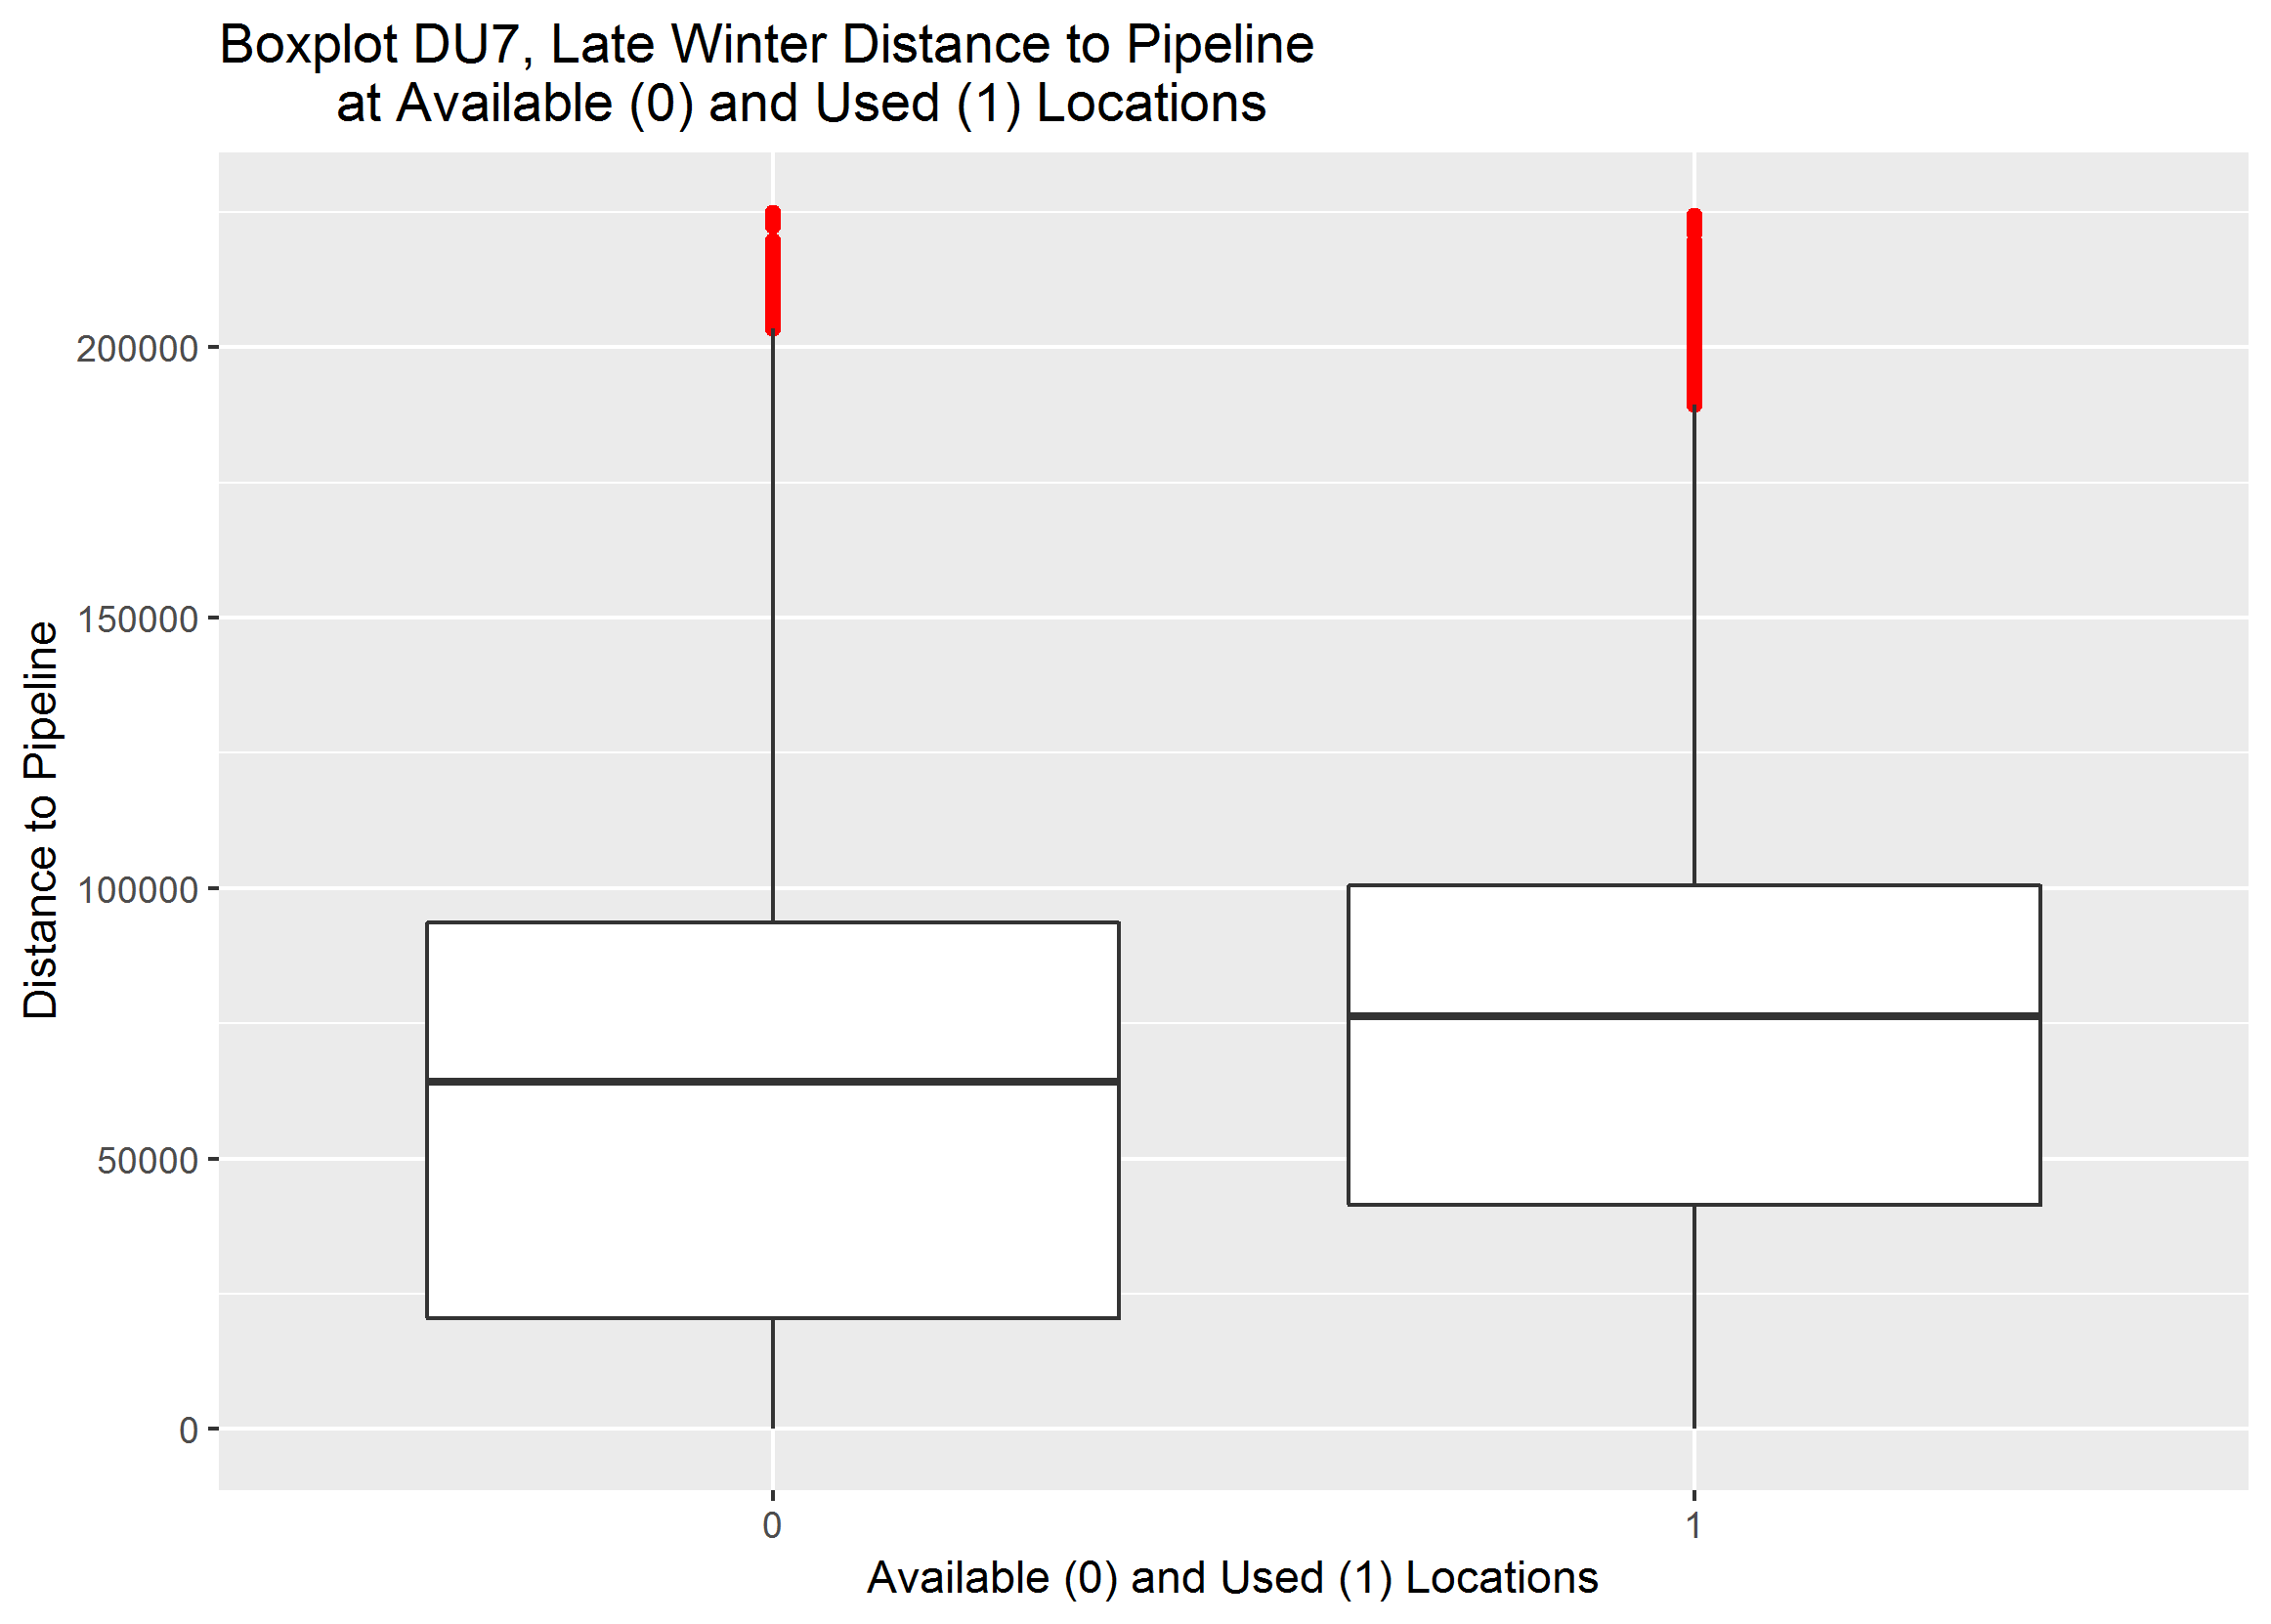 Boxplot DU7, Late Winter Distance to Pipeline
at Available (0) and Used (1) Locations
Distance to Pipeline
200000
150000
100000
50000
0
0
1
Available (0) and Used (1) Locations